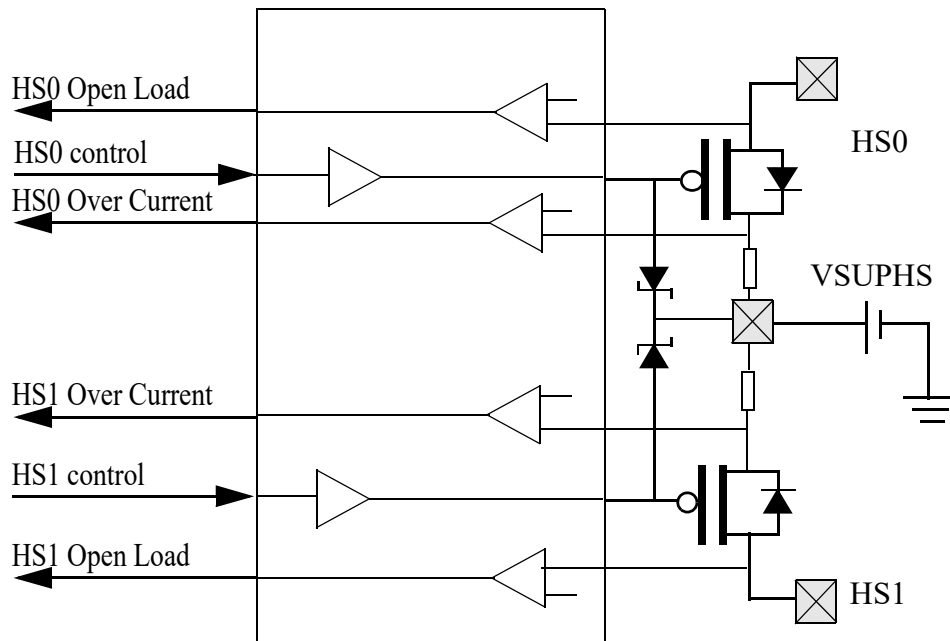 HS0 Open Load
HS0 control
HS0
HS0 Over Current
VSUPHS
HS1 Over Current
HS1 control
HS1 Open Load
HS1